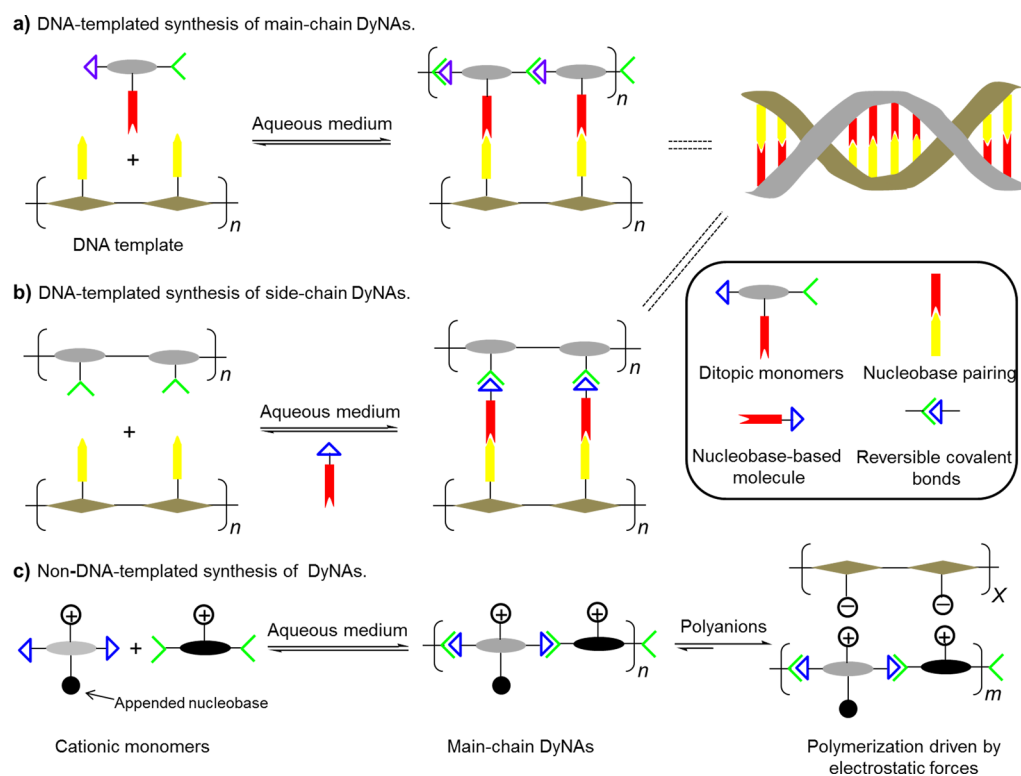 a) DNA-templated synthesis of main-chain DyNAs.
Aqueous medium
+
n
n
DNA template
b) DNA-templated synthesis of side-chain DyNAs.
n
n
Aqueous medium
+
n
n
Ditopic monomers
Nucleobase pairing
Nucleobase-based
molecule
Reversible covalent
bonds
c) Non-DNA-templated synthesis of DyNAs.
+
+
+
Aqueous medium
+
+
n
Polyanions
−
−
X
+
+
m
Appended nucleobase
Cationic monomers
Main-chain DyNAs
Polymerization driven by
electrostatic forces